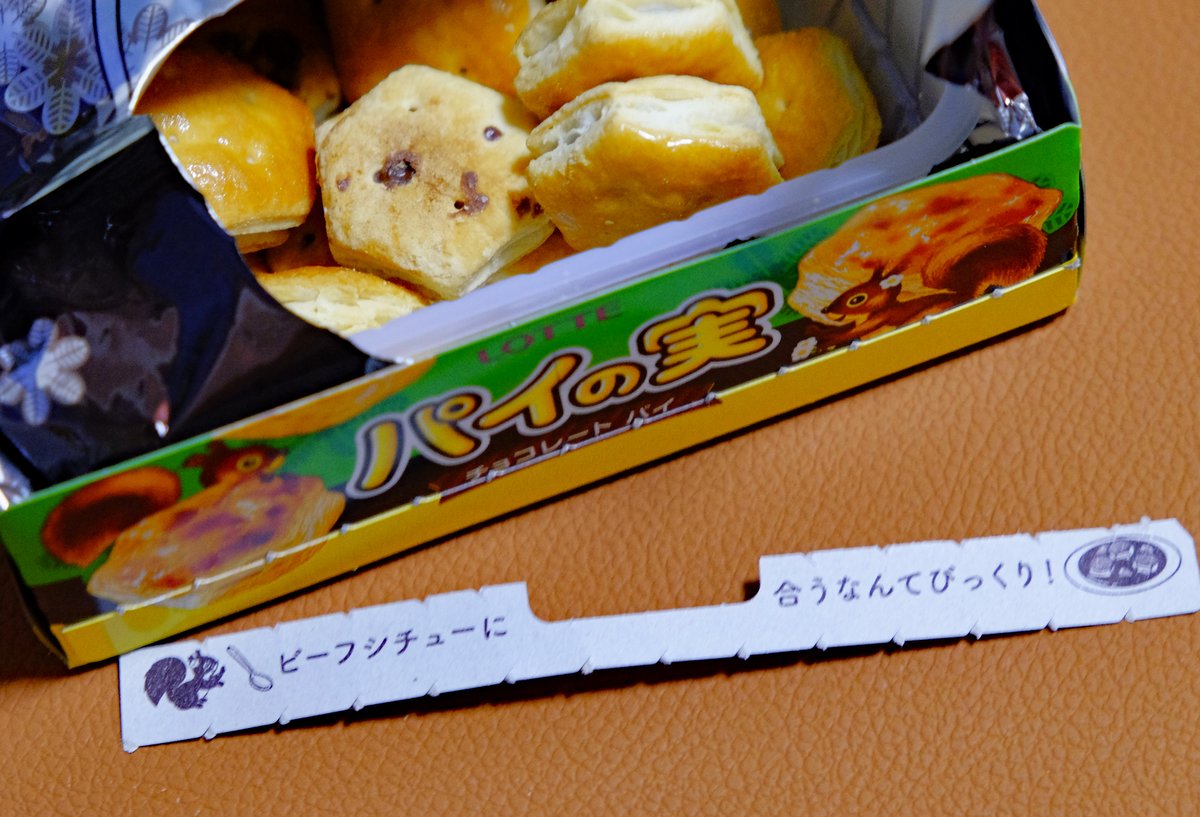 LOTTE
パイの実
チョコレート パイ
ビーフシチューに
合うなんてびっくり!